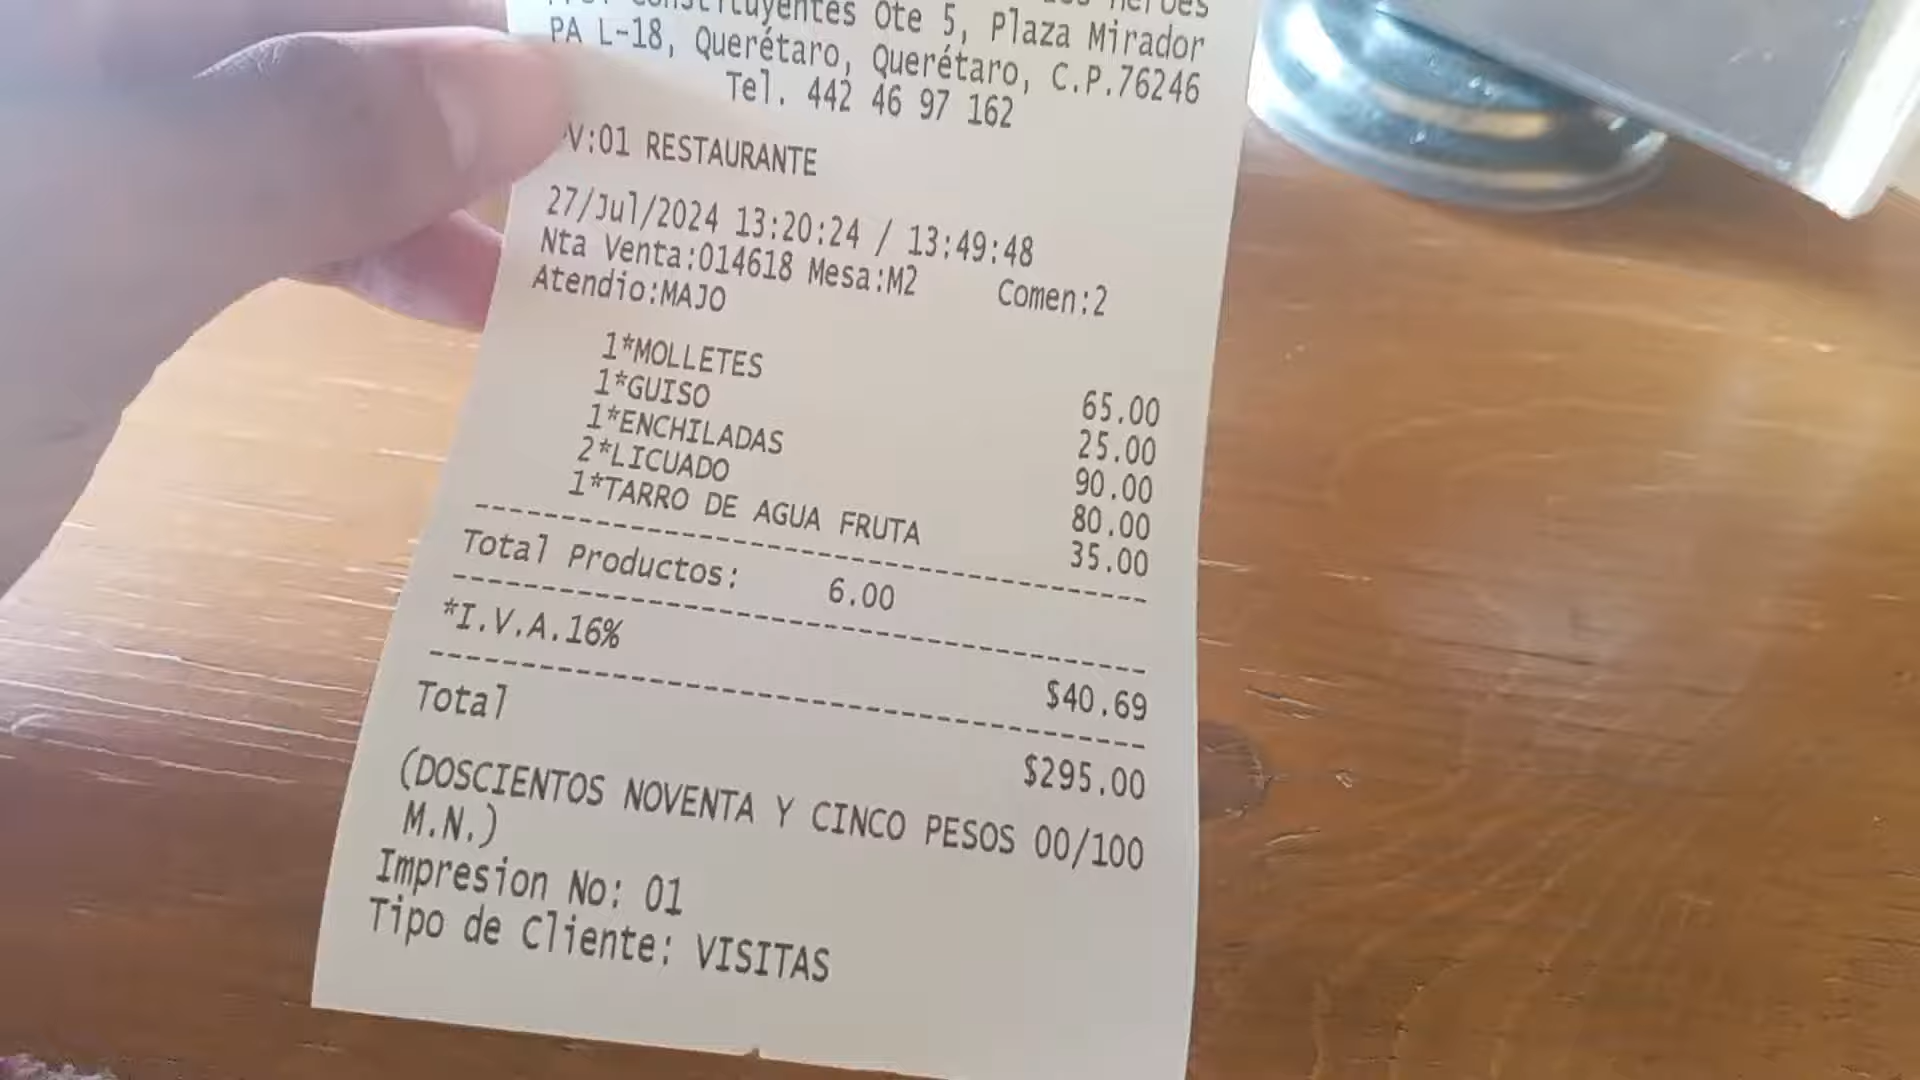 Constituyentes Ote 5, Plaza Mirador
PA L-18, Querétaro, Querétaro, C.P.76246
Tel. 442 46 97 162
V:01 RESTAURANTE
27/Jul/2024 13:20:24 / 13:49:48
Nta Venta:014618 Mesa:M2 Comen:2
Atendio:MAJO
1*MOLLETES 65.00
1*GUISO 25.00
1*ENCHILADAS 90.00
2*LICUADO 80.00
1*TARRO DE AGUA FRUTA 35.00
Total Productos: 6.00
*I.V.A.16% $40.69
Total $295.00
(DOSCIENTOS NOVENTA Y CINCO PESOS 00/100
M.N.)
Impresion No: 01
Tipo de Cliente: VISITAS